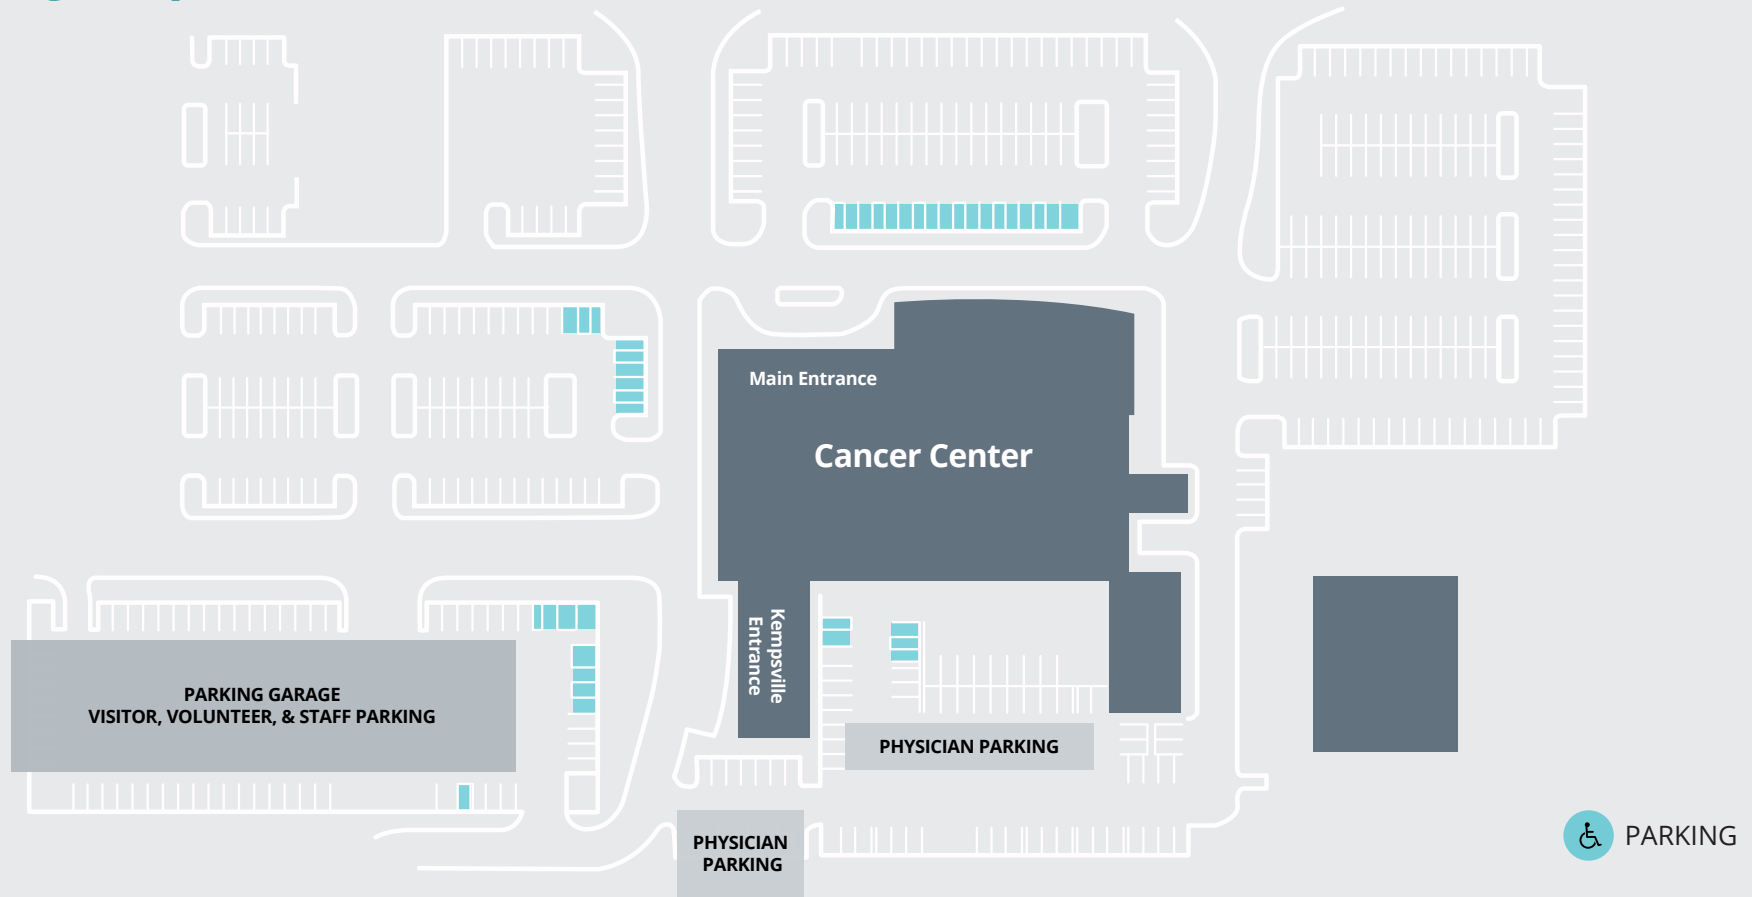 Main Entrance
Cancer Center
Kempsville
Entrance
PARKING GARAGE
VISITOR, VOLUNTEER, & STAFF PARKING
PHYSICIAN PARKING
PHYSICIAN
PARKING
PARKING